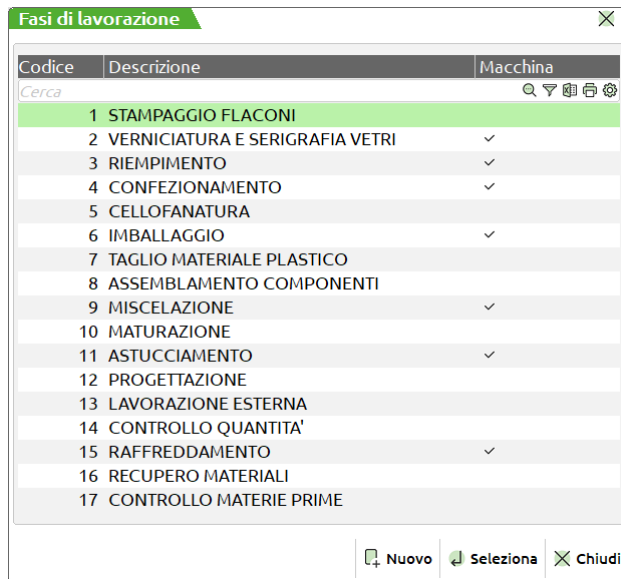 Fasi di lavorazione
Codice Descrizione Macchina
Cerca
1 STAMPAGGIO FLACONI
2 VERNICIATURA E SERIGRAFIA VETRI
3 RIEMPIMENTO
4 CONFEZIONAMENTO
5 CELLOFANATURA
6 IMBALLAGGIO
7 TAGLIO MATERIALE PLASTICO
8 ASSEMBLAMENTO COMPONENTI
9 MISCELAZIONE
10 MATURAZIONE
11 ASTUCCIAMENTO
12 PROGETTAZIONE
13 LAVORAZIONE ESTERNA
14 CONTROLLO QUANTITA'
15 RAFFREDDAMENTO
16 RECUPERO MATERIALI
17 CONTROLLO MATERIE PRIME
Nuovo Seleziona Chiudi